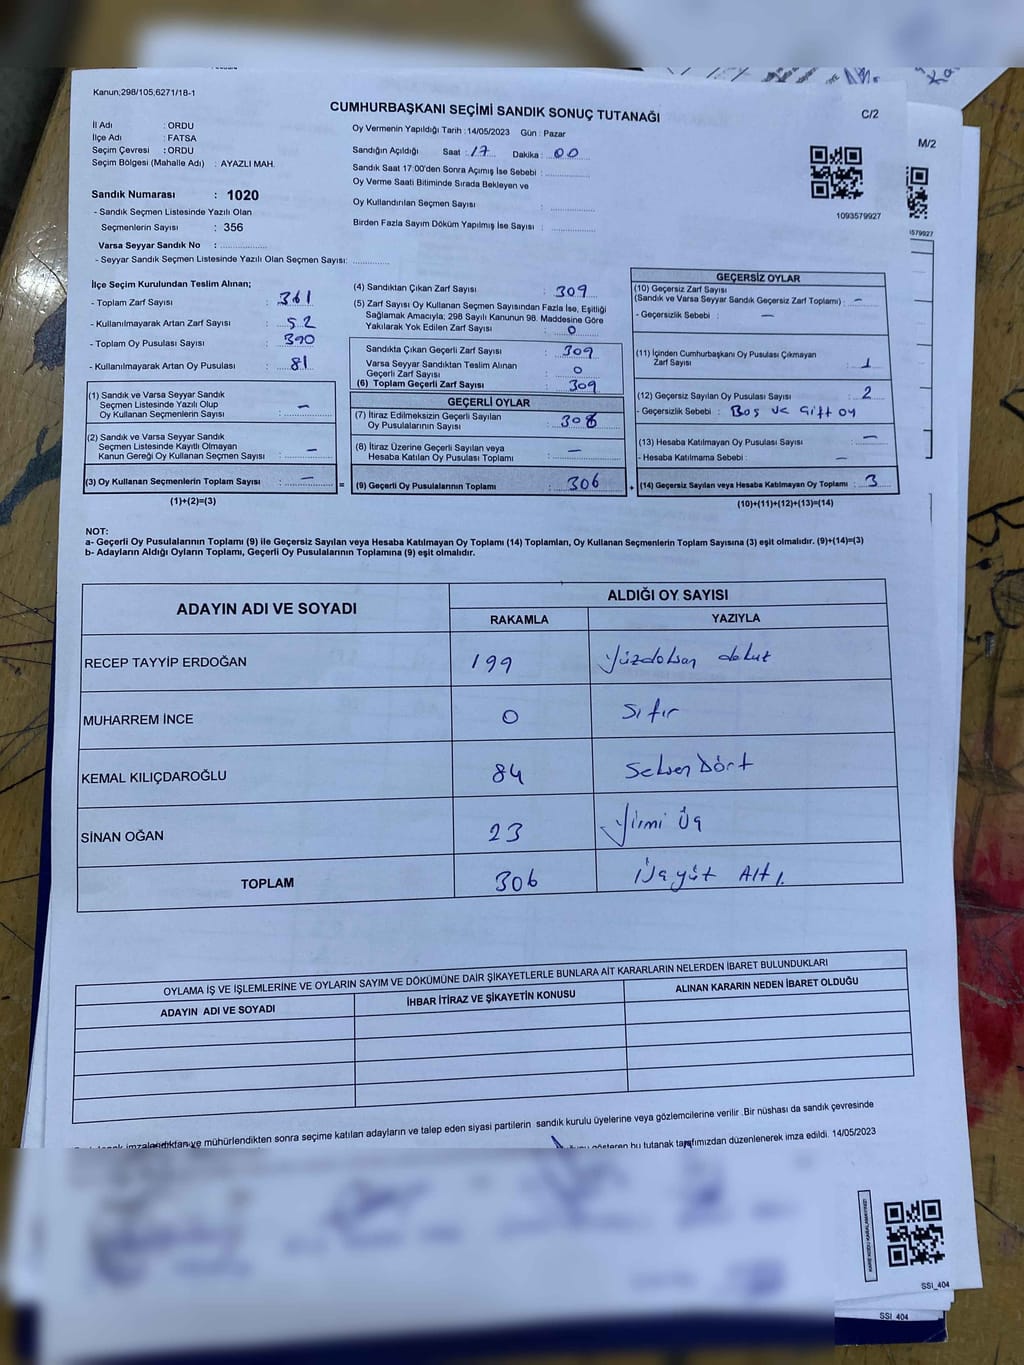 Kanun;298/105,6271/18-1
CUMHURBAŞKANI SEÇİMİ SANDIK SONUÇ TUTANAĞI
C/2
M/2
İl Adı : ORDU
İlçe Adı : FATSA
Seçim Çevresi : ORDU
Seçim Bölgesi (Mahalle Adı) : AYAZLI MAH.
Sandık Numarası : 1020
- Sandık Seçmen Listesinde Yazılı Olan
Seçmenlerin Sayısı : 356
Varsa Seyyar Sandık No :
- Seyyar Sandık Seçmen Listesinde Yazılı Olan Seçmen Sayısı:
Oy Vermenin Yapıldığı Tarih : 14/05/2023 Gün : Pazar
Sandığın Açıldığı Saat : 17 Dakika : 00
Sandık Saat 17:00'den Sonra Açımış İse Sebebi :
Oy Verme Saati Bitiminde Sırada Bekleyen ve
Oy Kullandırılan Seçmen Sayısı :
Birden Fazla Sayım Döküm Yapılmış İse Sayısı :
1093579927
579927
İlçe Seçim Kurulundan Teslim Alınan;
- Toplam Zarf Sayısı : 361
- Kullanılmayarak Artan Zarf Sayısı : 52
- Toplam Oy Pusulası Sayısı : 390
- Kullanılmayarak Artan Oy Pusulası : 81
(1) Sandık ve Varsa Seyyar Sandık
Seçmen Listesinde Yazılı Olup
Oy Kullanan Seçmenlerin Sayısı : -
(2) Sandık ve Varsa Seyyar Sandık
Seçmen Listesinde Kayıtlı Olmayan
Kanun Gereği Oy Kullanan Seçmen Sayısı : -
(3) Oy Kullanan Seçmenlerin Toplam Sayısı : -
(1)+(2)=(3)
=
(4) Sandıktan Çıkan Zarf Sayısı : 309
(5) Zarf Sayısı Oy Kullanan Seçmen Sayısından Fazla İse, Eşitliği
Sağlamak Amacıyla; 298 Sayılı Kanunun 98. Maddesine Göre
Yakılarak Yok Edilen Zarf Sayısı : 0
Sandıkta Çıkan Geçerli Zarf Sayısı : 309
Varsa Seyyar Sandıktan Teslim Alınan
Geçerli Zarf Sayısı : 0
(6) Toplam Geçerli Zarf Sayısı : 309
GEÇERLİ OYLAR
(7) İtiraz Edilmeksizin Geçerli Sayılan
Oy Pusulalarının Sayısı : 306
(8) İtiraz Üzerine Geçerli Sayılan veya
Hesaba Katılan Oy Pusulası Toplamı : -
(9) Geçerli Oy Pusulalarının Toplamı : 306
+
GEÇERSİZ OYLAR
(10) Geçersiz Zarf Sayısı
(Sandık ve Varsa Seyyar Sandık Geçersiz Zarf Toplamı) : -
- Geçersizlik Sebebi : -
(11) İçinden Cumhurbaşkanı Oy Pusulası Çıkmayan
Zarf Sayısı : 1
(12) Geçersiz Sayılan Oy Pusulası Sayısı : 2
- Geçersizlik Sebebi : Boş ve Çift oy
(13) Hesaba Katılmayan Oy Pusulası Sayısı : -
- Hesaba Katılmama Sebebi : -
(14) Geçersiz Sayılan veya Hesaba Katılmayan Oy Toplamı : 3
(10)+(11)+(12)+(13)=(14)
NOT:
a- Geçerli Oy Pusulalarının Toplamı (9) ile Geçersiz Sayılan veya Hesaba Katılmayan Oy Toplamı (14) Toplamları, Oy Kullanan Seçmenlerin Toplam Sayısına (3) eşit olmalıdır. (9)+(14)=(3)
b- Adayların Aldığı Oyların Toplamı, Geçerli Oy Pusulalarının Toplamına (9) eşit olmalıdır.
ADAYIN ADI VE SOYADI
ALDIĞI OY SAYISI
RAKAMLA YAZIYLA
RECEP TAYYİP ERDOĞAN 199 Yüzdoksan dokuz
MUHARREM İNCE 0 Sıfır
KEMAL KILIÇDAROĞLU 84 Seksen Dört
SİNAN OĞAN 23 Yirmi Üç
TOPLAM 306 Üçyüt Altı
OYLAMA İŞ VE İŞLEMLERİNE VE OYLARIN SAYIM VE DÖKÜMÜNE DAİR ŞİKAYETLERLE BUNLARA AİT KARARLARIN NELERDEN İBARET BULUNDUKLARI
ADAYIN ADI VE SOYADI İHBAR İTİRAZ VE ŞİKAYETİN KONUSU ALINAN KARARIN NEDEN İBARET OLDUĞU
imzalandıktan ve mühürlendikten sonra seçime katılan adayların ve talep eden siyasi partilerin sandık kurulu üyelerine veya gözlemcilerine verilir .Bir nüshası da sandık çevresinde
gösteren bu tutanak tarafımızdan düzenlenerek imza edildi. 14/05/2023
SSI_404
SSI_404